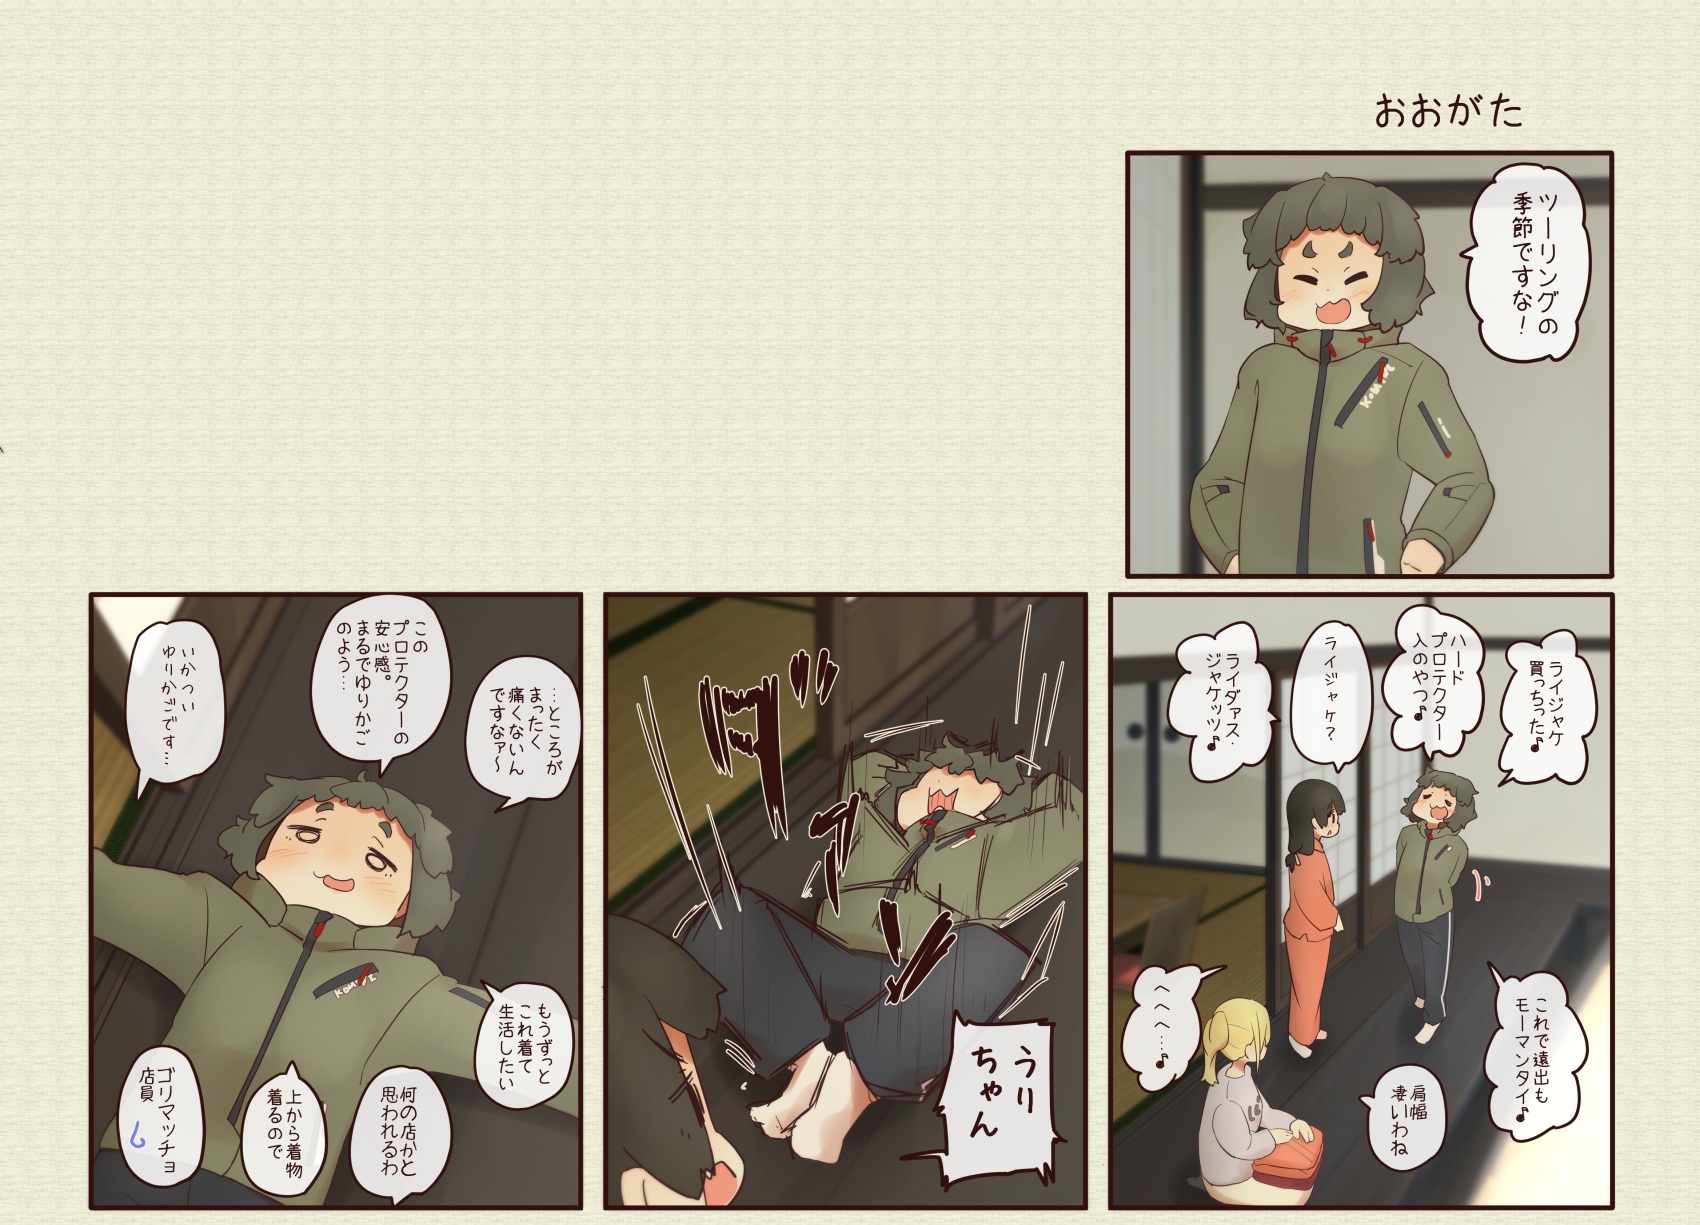 おおがた
ツーリングの
季節ですな！
KOMINE
ライジャケ
買っちった♪
ハード
プロテクター
入のやつ♪
ライジャケ？
ライダァス・
ジャケッツ♪
これで遠出も
モーマンタイ♪
肩幅
凄いわね
へへへ…♪
ダァン
うり
ちゃん
…ところが
まったく
痛くないん
ですなァ〜
この
プロテクターの
安心感。
まるでゆりかご
のよう…
いかつい
ゆりかごです…
もうずっと
これ着て
生活したい
何の店かと
思われるわ
上から着物
着るので
ゴリマッチョ
店員